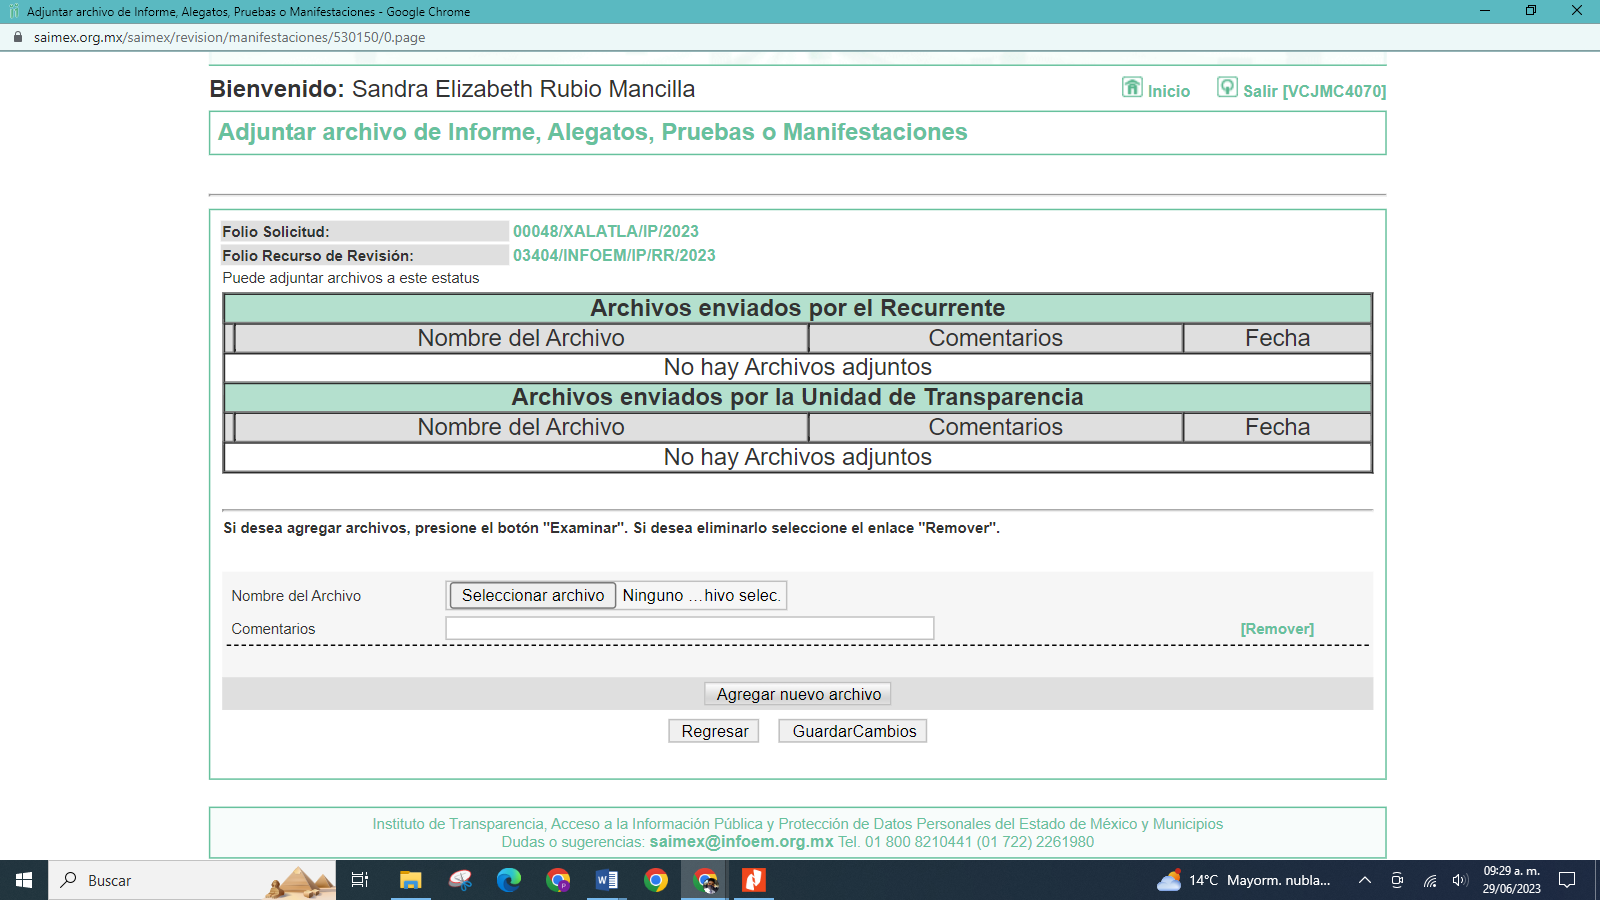 Adjuntar archivo de Informe, Alegatos, Pruebas o Manifestaciones - Google Chrome
saimex.org.mx/saimex/revision/manifestaciones/530150/0.page
Bienvenido: Sandra Elizabeth Rubio Mancilla
Inicio Salir [VCJMC4070]
Adjuntar archivo de Informe, Alegatos, Pruebas o Manifestaciones
Folio Solicitud: 00048/XALATLA/IP/2023
Folio Recurso de Revisión: 03404/INFOEM/IP/RR/2023
Puede adjuntar archivos a este estatus
Archivos enviados por el Recurrente
Nombre del Archivo Comentarios Fecha
No hay Archivos adjuntos
Archivos enviados por la Unidad de Transparencia
Nombre del Archivo Comentarios Fecha
No hay Archivos adjuntos
Si desea agregar archivos, presione el botón "Examinar". Si desea eliminarlo seleccione el enlace "Remover".
Nombre del Archivo Seleccionar archivo Ninguno ...hivo selec.
Comentarios [Remover]
Agregar nuevo archivo
Regresar GuardarCambios
Instituto de Transparencia, Acceso a la Información Pública y Protección de Datos Personales del Estado de México y Municipios
Dudas o sugerencias: saimex@infoem.org.mx Tel. 01 800 8210441 (01 722) 2261980
Buscar
14°C Mayorm. nubla...
09:29 a. m.
29/06/2023